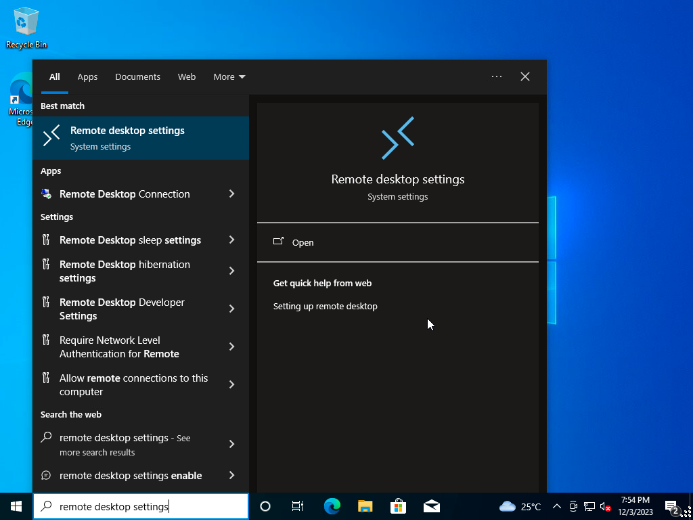 Recycle Bin
Edge
All Apps Documents Web More
Best match
Remote desktop settings
System settings
Apps
Remote Desktop Connection
Settings
Remote Desktop sleep settings
Remote Desktop hibernation
settings
Remote Desktop Developer
Settings
Require Network Level
Authentication for Remote
Allow remote connections to this
computer
Search the web
remote desktop settings - See
more search results
remote desktop settings enable
Remote desktop settings
System settings
Open
Get quick help from web
Setting up remote desktop
remote desktop settings
25°C
7:54 PM
12/3/2023
2